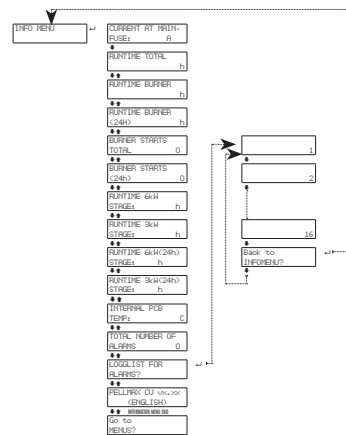 INFO MENU
CURRENT AT MAIN-
FUSE: A
RUNTIME TOTAL
h
RUNTIME BURNER
h
RUNTIME BURNER
(24H) h
BURNER STARTS
TOTAL 0
BURNER STARTS
(24h) 0
RUNTIME 6kW
STAGE: h
RUNTIME 3kW
STAGE: h
RUNTIME 6kW(24h)
STAGE: h
RUNTIME 3kW(24h)
STAGE: h
INTERNAL PCB
TEMP: C
TOTAL NUMBER OF
ALARMS 0
LOGGLIST FOR
ALARMS?
PELLMAX CU vx.xx
(ENGLISH)
INFORMATION MENU END
Go to
MENUS?
1
2
16
Back to
INFOMENU?